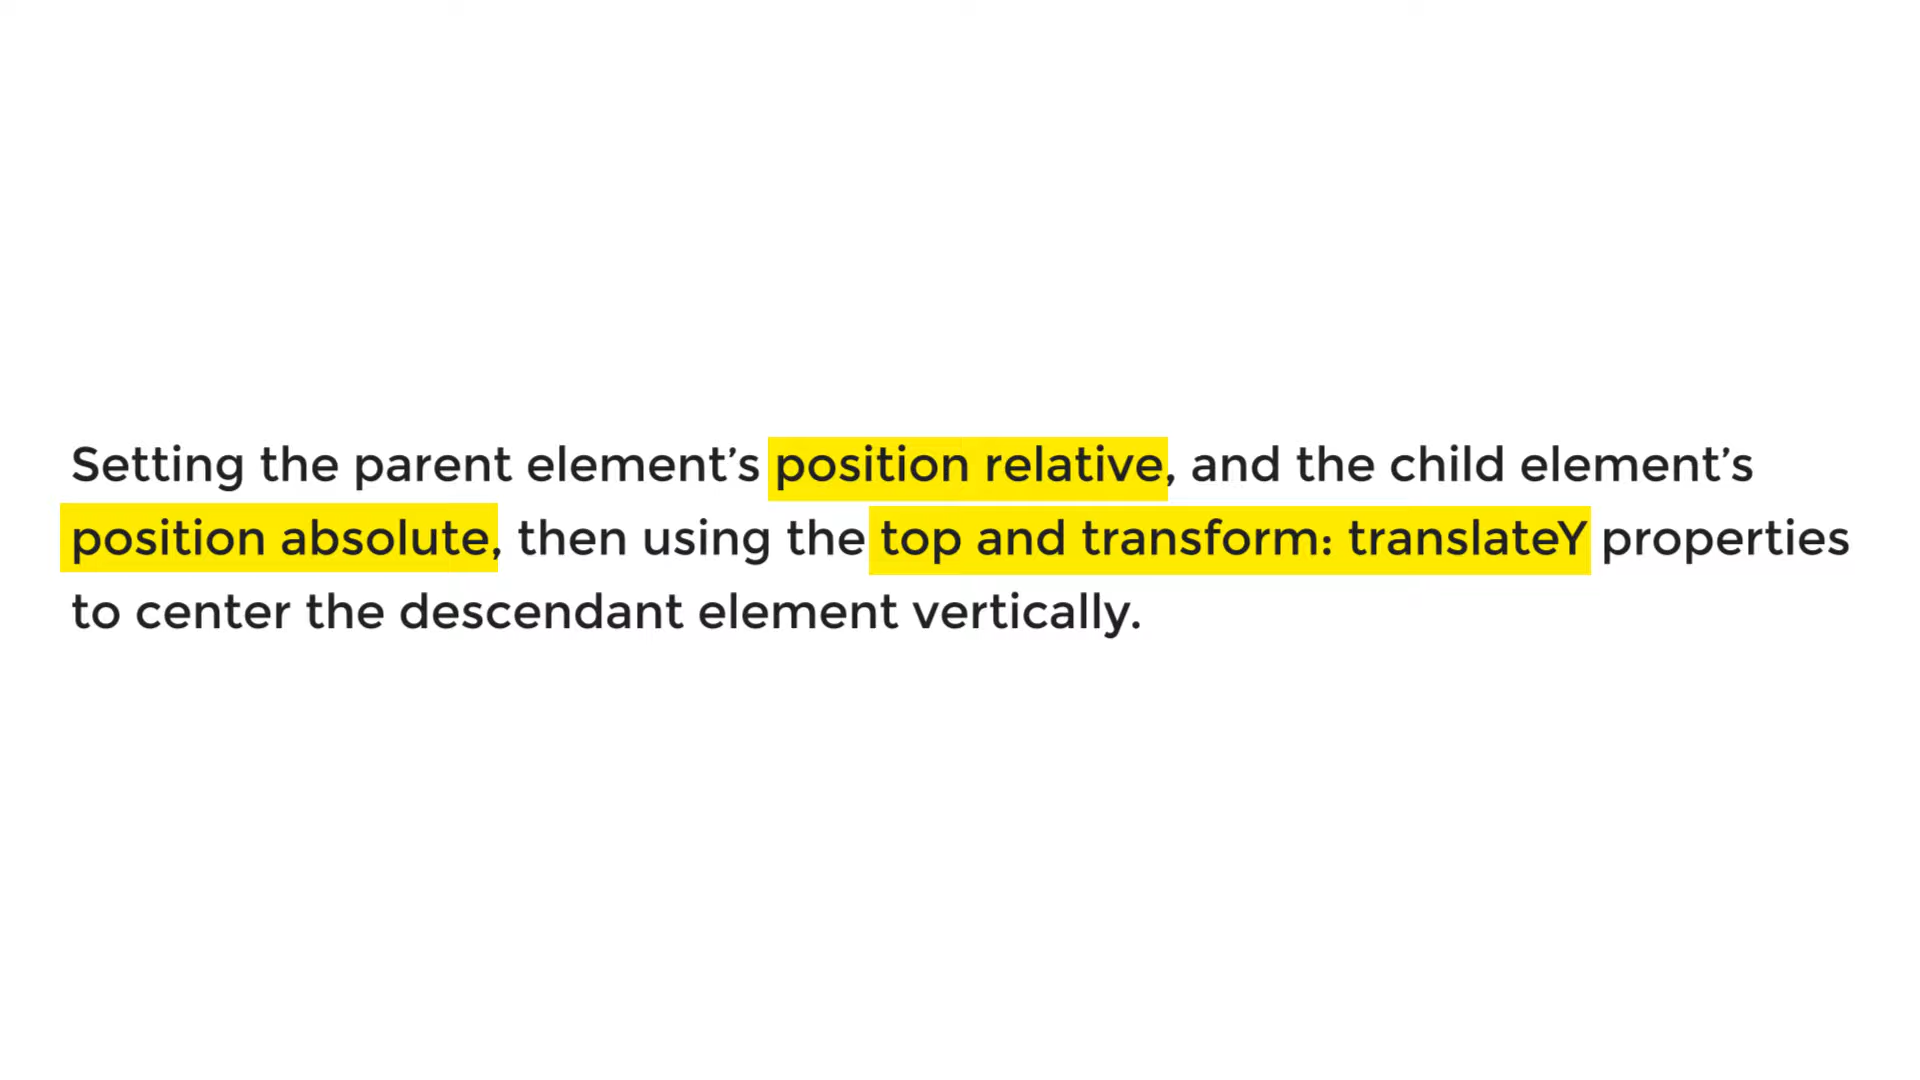 Setting the parent element’s position relative, and the child element’s
position absolute, then using the top and transform: translateY properties
to center the descendant element vertically.